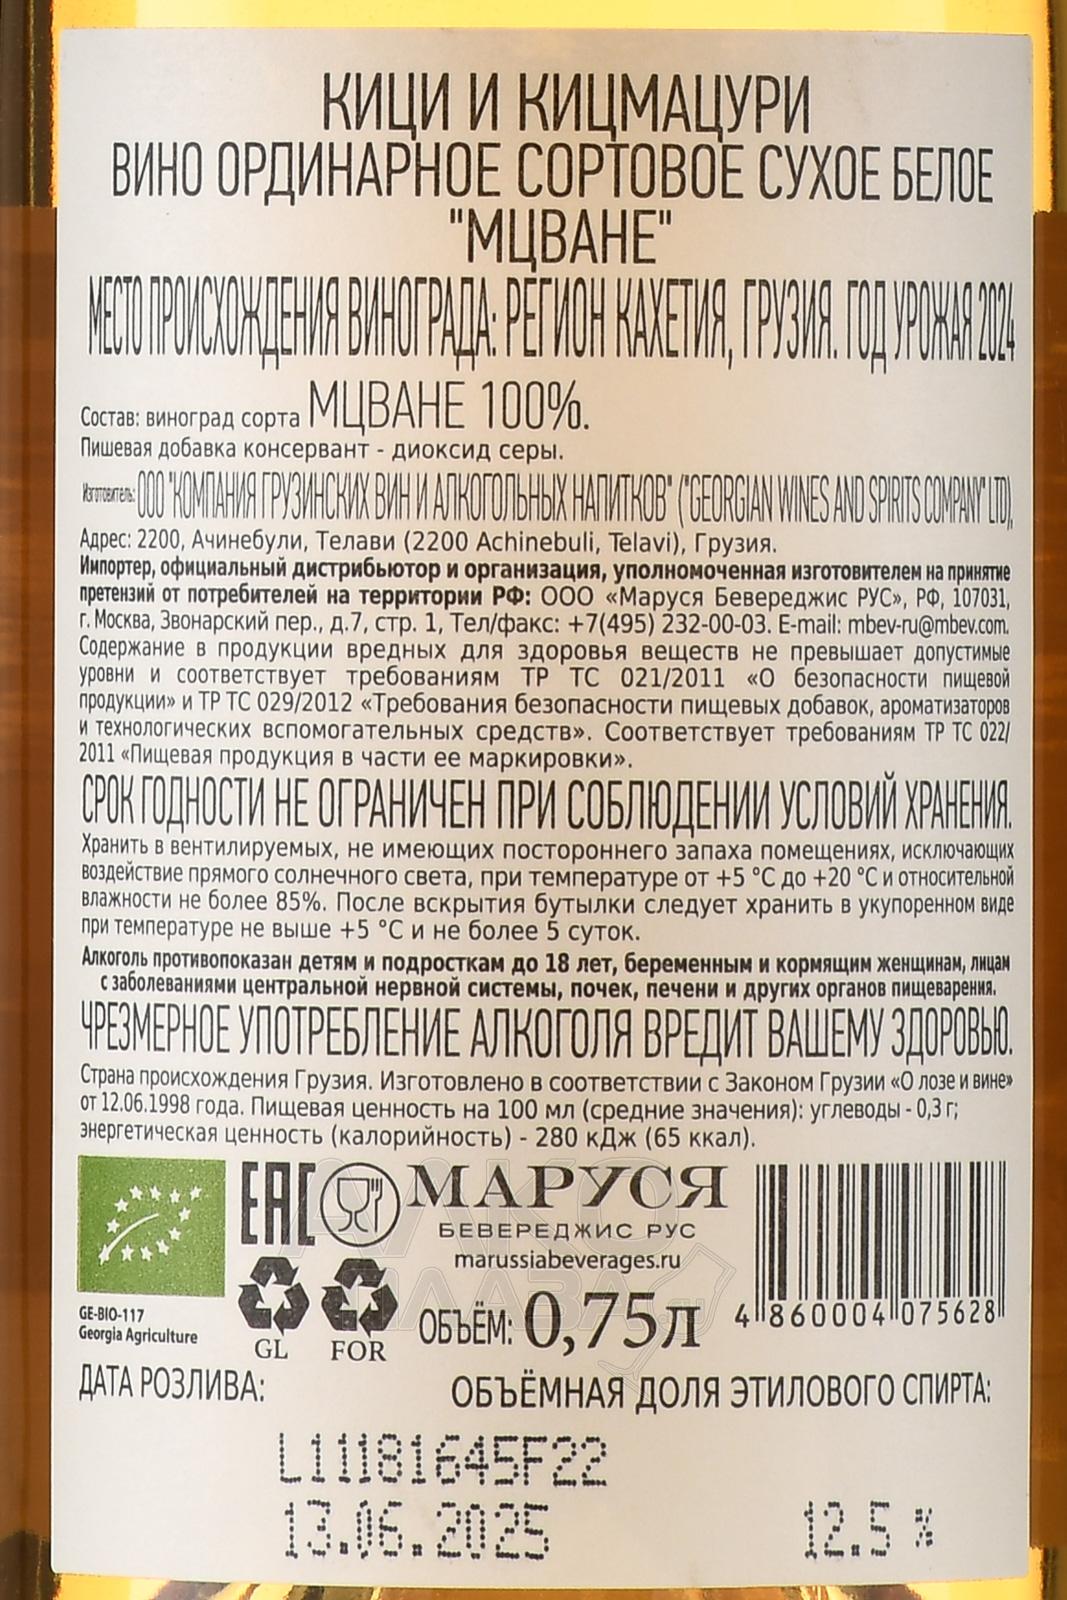 КИЦИ И КИЦМАЦУРИ
ВИНО ОРДИНАРНОЕ СОРТОВОЕ СУХОЕ БЕЛОЕ
"МЦВАНЕ"
МЕСТО ПРОИСХОЖДЕНИЯ ВИНОГРАДА: РЕГИОН КАХЕТИЯ, ГРУЗИЯ. ГОД УРОЖАЯ 2024
Состав: виноград сорта МЦВАНЕ 100%.
Пишевая добавка консервант - диоксид серы.
Изготовитель: ООО "КОМПАНИЯ ГРУЗИНСКИХ ВИН И АЛКОГОЛЬНЫХ НАПИТКОВ" ("GEORGIAN WINES AND SPIRITS COMPANY" LTD),
Адрес: 2200, Ачинебули, Телави (2200 Achinebuli, Telavi), Грузия.
Импортер, официальный дистрибьютор и организация, уполномоченная изготовителем на принятие
претензий от потребителей на территории РФ: ООО «Маруся Бевереджис РУС», РФ, 107031,
г. Москва, Звонарский пер., д.7, стр. 1, Тел/факс: +7(495) 232-00-03. E-mail: mbev-ru@mbev.com.
Содержание в продукции вредных для здоровья веществ не превышает допустимые
уровни и соответствует требованиям ТР ТС 021/2011 «О безопасности пищевой
продукции» и ТР ТС 029/2012 «Требования безопасности пищевых добавок, ароматизаторов
и технологических вспомогательных средств». Соответствует требованиям ТР ТС 022/
2011 «Пищевая продукция в части ее маркировки».
СРОК ГОДНОСТИ НЕ ОГРАНИЧЕН ПРИ СОБЛЮДЕНИИ УСЛОВИЙ ХРАНЕНИЯ.
Хранить в вентилируемых, не имеющих постороннего запаха помещениях, исключающих
воздействие прямого солнечного света, при температуре от +5 °C до +20 °C и относительной
влажности не более 85%. После вскрытия бутылки следует хранить в укупоренном виде
при температуре не выше +5 °C и не более 5 суток.
Алкоголь противопоказан детям и подросткам до 18 лет, беременным и кормящим женщинам, лицам
с заболеваниями центральной нервной системы, почек, печени и других органов пищеварения.
ЧРЕЗМЕРНОЕ УПОТРЕБЛЕНИЕ АЛКОГОЛЯ ВРЕДИТ ВАШЕМУ ЗДОРОВЬЮ.
Страна происхождения Грузия. Изготовлено в соответствии с Законом Грузии «О лозе и вине»
от 12.06.1998 года. Пищевая ценность на 100 мл (средние значения): углеводы - 0,3 г;
энергетическая ценность (калорийность) - 280 кДж (65 ккал).
EAC
МАРУСЯ
БЕВЕРЕДЖИС РУС
marussiabeverages.ru
GE-BIO-117
Georgia Agriculture
GL
FOR
ОБЪЁМ: 0,75л
4 860004 075628
АЛКОПЛАЗА.ру
ДАТА РОЗЛИВА:
ОБЪЁМНАЯ ДОЛЯ ЭТИЛОВОГО СПИРТА:
L11181645F22
13.06.2025
12.5 %